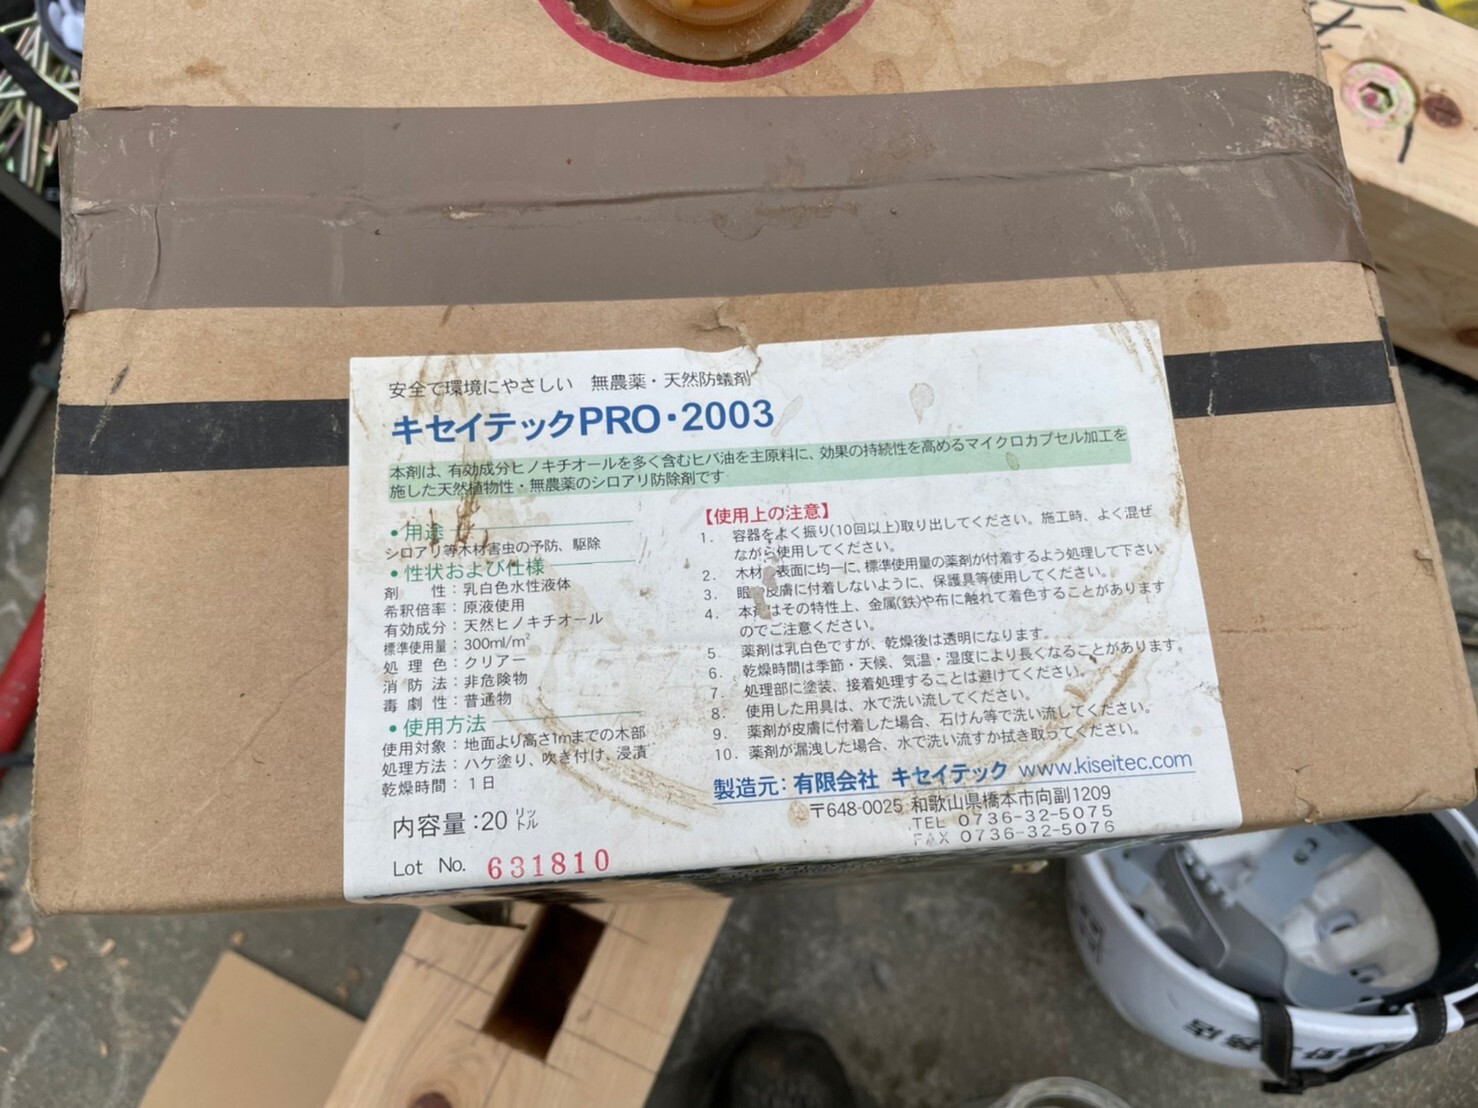 安全で環境にやさしい 無農薬・天然防蟻剤
キセイテックPRO・2003
本剤は、有効成分ヒノキチオールを多く含むヒバ油を主原料に、効果の持続性を高めるマイクロカプセル加工を
施した天然植物性・無農薬のシロアリ防除剤です
・用途
シロアリ等木材害虫の予防、駆除
・性状および仕様
剤性：乳白色水性液体
希釈倍率：原液使用
有効成分：天然ヒノキチオール
標準使用量：300ml/m²
処理色：クリアー
消防法：非危険物
毒劇性：普通物
・使用方法
使用対象：地面より高さ1mまでの木部
処理方法：ハケ塗り、吹き付け、浸漬
乾燥時間：1日
内容量：20リットル
Lot No. 631810
【使用上の注意】
1. 容器をよく振り(10回以上)取り出してください。施工時、よく混ぜ
ながら使用してください。
2. 木材 表面に均一に、標準使用量の薬剤が付着するよう処理して下さい。
3. 眼 皮膚に付着しないように、保護具等使用してください。
4. 本剤はその特性上、金属(鉄)や布に触れて着色することがあります
のでご注意ください。
5. 薬剤は乳白色ですが、乾燥後は透明になります。
6. 乾燥時間は季節・天候、気温・湿度により長くなることがあります。
7. 処理部に塗装、接着処理することは避けてください。
8. 使用した用具は、水で洗い流してください。
9. 薬剤が皮膚に付着した場合、石けん等で洗い流してください。
10. 薬剤が漏洩した場合、水で洗い流すか拭き取ってください。
製造元：有限会社 キセイテック www.kiseitec.com
〒648-0025 和歌山県橋本市向副1209
TEL 0736-32-5075
FAX 0736-32-5076